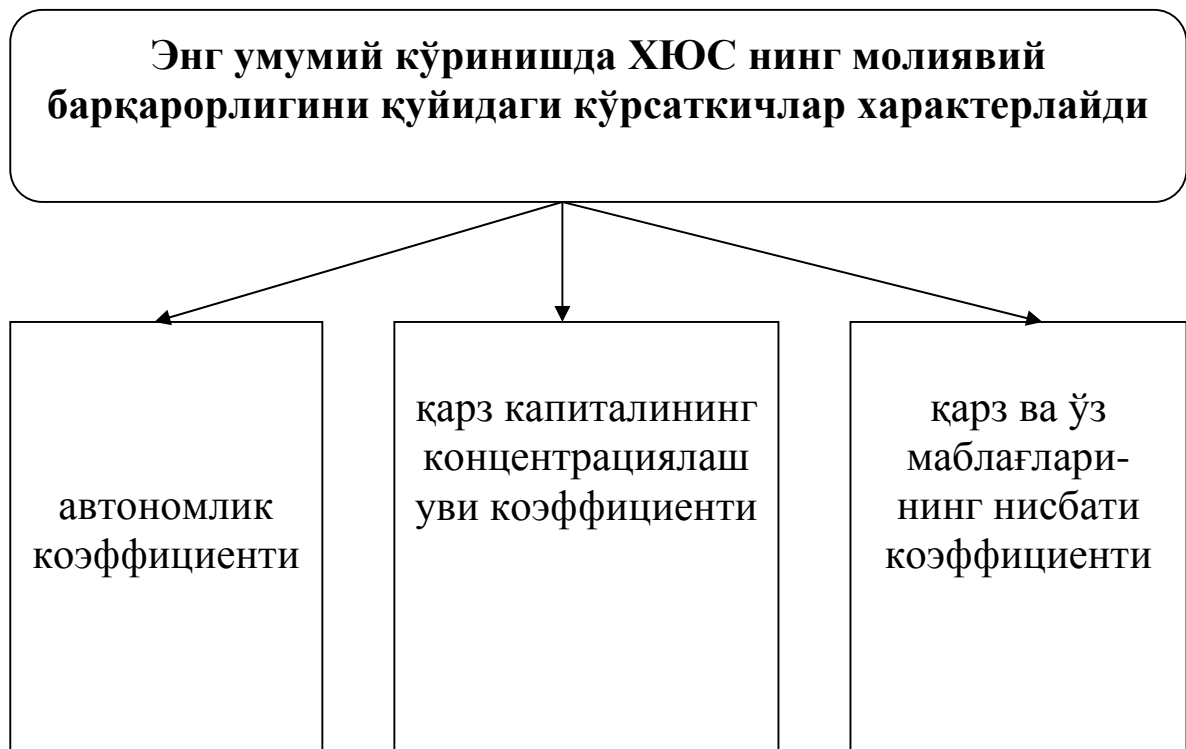 Энг умумий кўринишда ХЮС нинг молиявий
барқарорлигини қуйидаги кўрсаткичлар характерлайди
автономлик
коэффициенти
қарз капиталининг
концентрациялаш
уви коэффициенти
қарз ва ўз
маблағлари-
нинг нисбати
коэффициенти